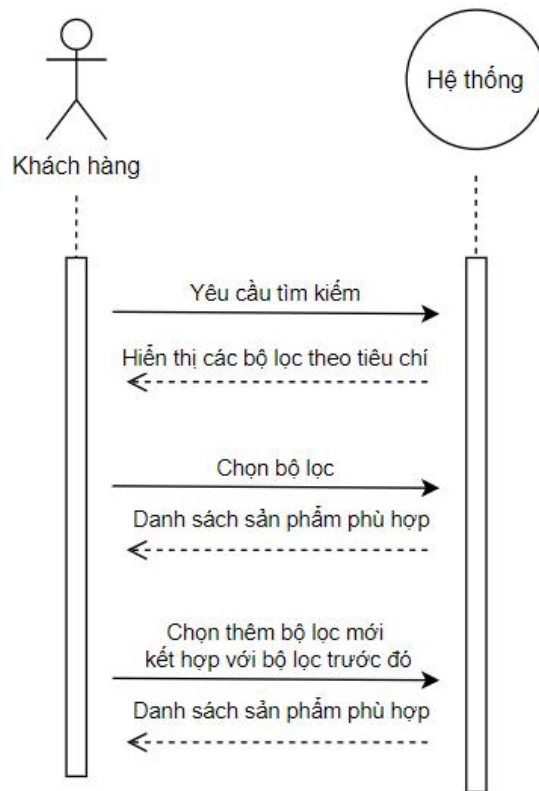 Hệ thống
Khách hàng
Yêu cầu tìm kiếm
Hiển thị các bộ lọc theo tiêu chí
Chọn bộ lọc
Danh sách sản phẩm phù hợp
Chọn thêm bộ lọc mới
kết hợp với bộ lọc trước đó
Danh sách sản phẩm phù hợp